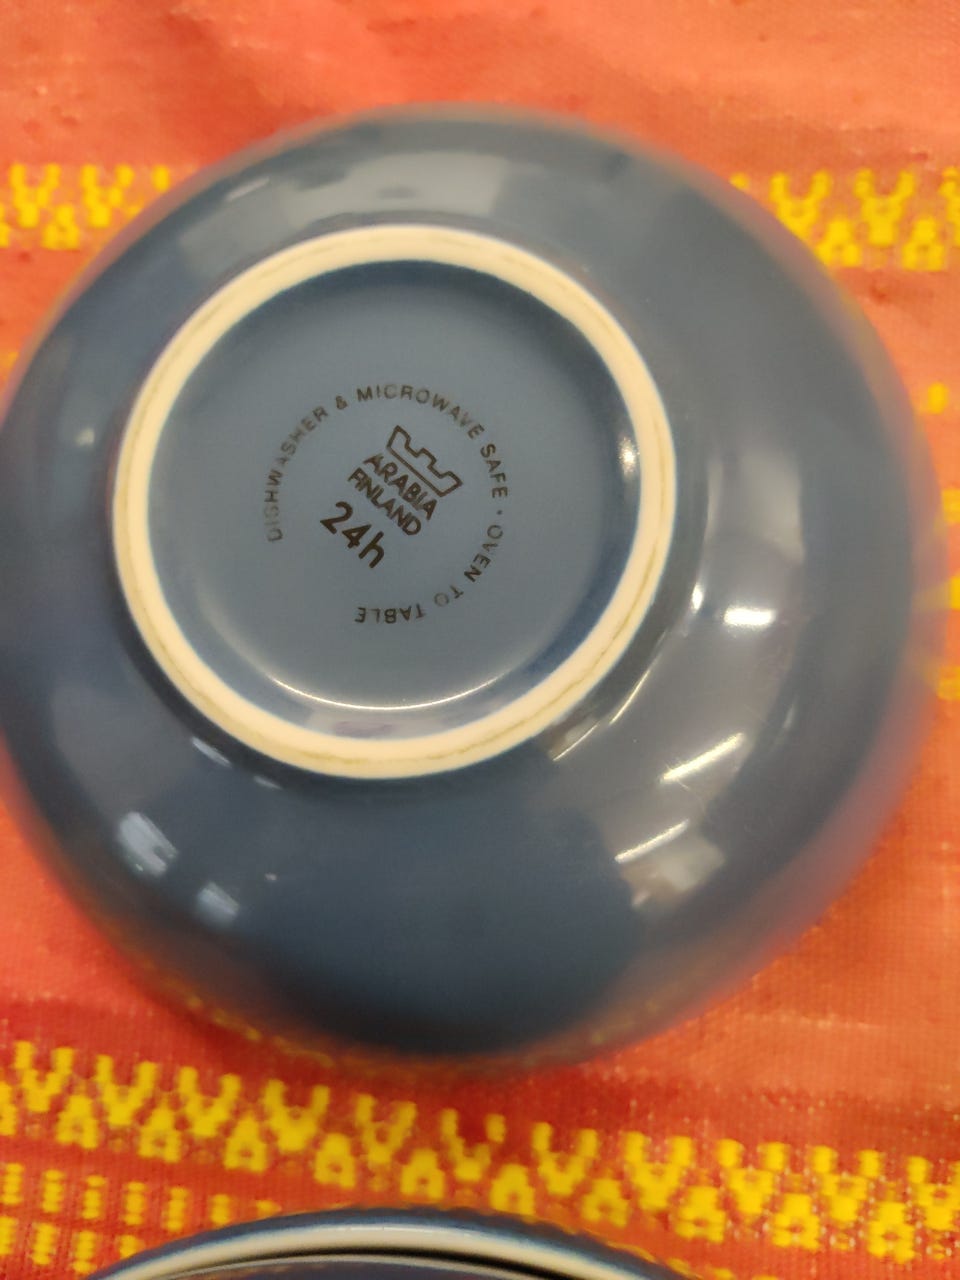 DISHWASHER & MICROWAVE SAFE · OVEN TO TABLE
ARABIA
FINLAND
24h